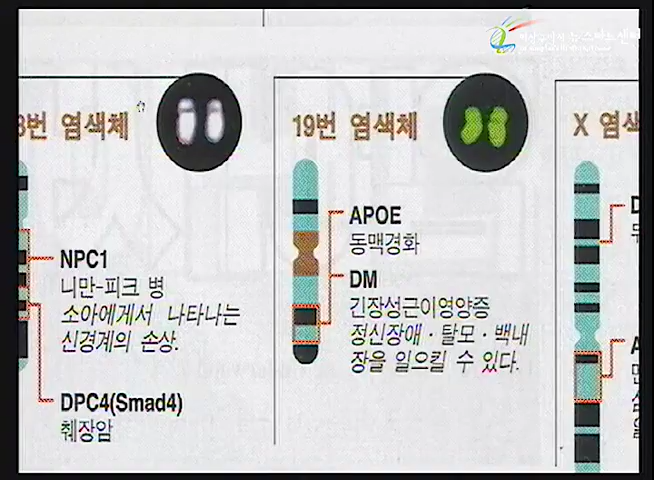 번 염색체
NPC1
니만-피크 병
소아에게서 나타나는
신경계의 손상.
DPC4(Smad4)
췌장암
19번 염색체
APOE
동맥경화
DM
긴장성근이영양증
정신장애·탈모·백내
장을 일으킬 수 있다.
X 염색